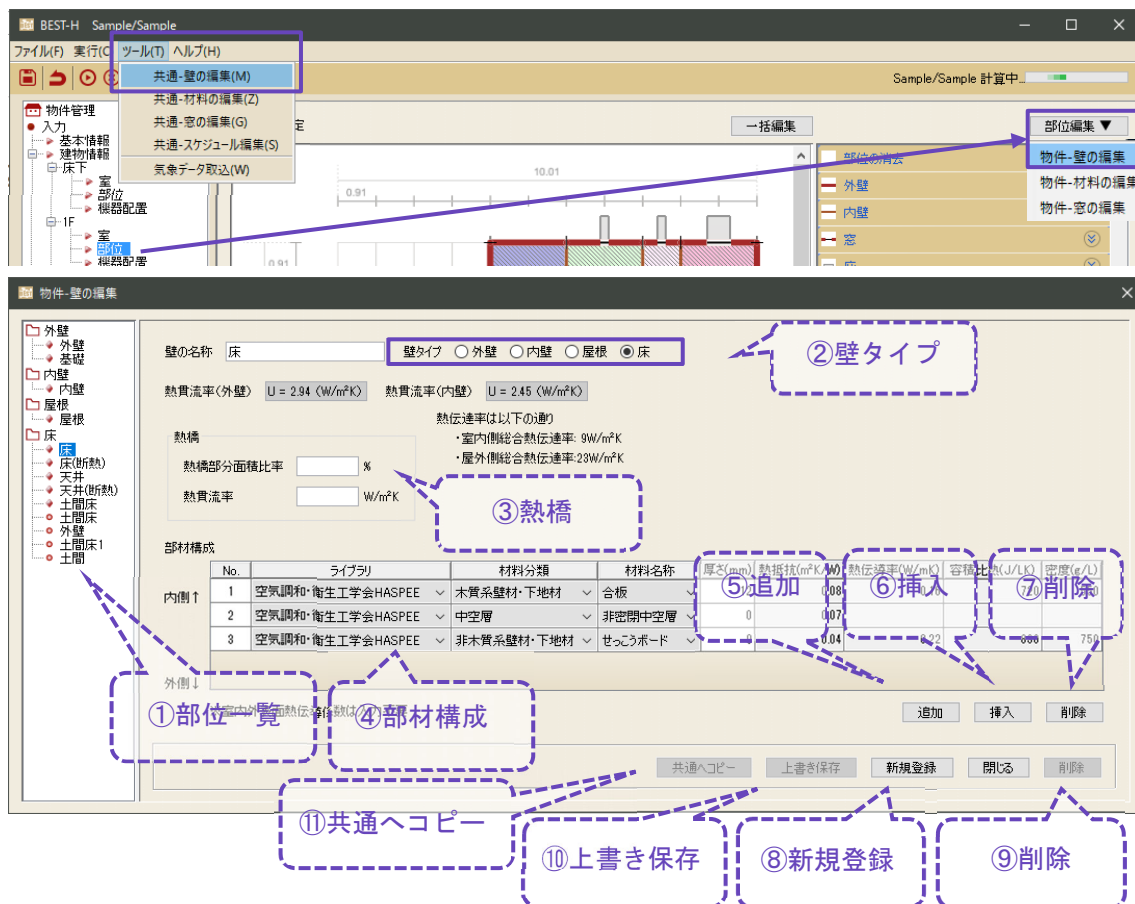 BEST-H Sample/Sample
ファイル(F) 実行(C ツール(T) ヘルプ(H)
共通-壁の編集(M)
共通-材料の編集(Z)
共通-窓の編集(G)
共通-スケジュール編集(S)
気象データ取込(W)
Sample/Sample 計算中...
物件管理
入力
基本情報
建物情報
床下
室
部位
機器配置
1F
室
部位
機器配置
定
一括編集
部位編集 ▼
物件-壁の編集
物件-材料の編集
物件-窓の編集
10.01
0.91
0.91
部位の消去
外壁
内壁
窓
床
物件-壁の編集
外壁
外壁
基礎
内壁
内壁
屋根
屋根
床
床
床(断熱)
天井
天井(断熱)
土間床
土間床
外壁
土間床1
土間
壁の名称 床
壁タイプ 外壁 内壁 屋根 床
②壁タイプ
熱貫流率(外壁) U = 2.94 (W/m²K) 熱貫流率(内壁) U = 2.45 (W/m²K)
熱伝達率は以下の通り
・室内側総合熱伝達率: 9W/m²K
・屋外側総合熱伝達率:23W/m²K
熱橋
熱橋部分面積比率 %
熱貫流率 W/m²K
③熱橋
部材構成
No. ライブラリ 材料分類 材料名称 厚さ(mm) 熱抵抗(m²K/W) 熱伝導率(W/mK) 容積比熱(J/LK) 密度(g/L)
内側↑
1 空気調和・衛生工学会HASPEE 木質系壁材・下地材 合板 0.08 720
2 空気調和・衛生工学会HASPEE 中空層 非密閉中空層 0 0.07
3 空気調和・衛生工学会HASPEE 非木質系壁材・下地材 せっこうボード 0.04 0.22 750
外側↓
⑤追加
⑥挿入
⑦削除
①部位一覧
④部材構成
追加 挿入 削除
共通へコピー 上書き保存 新規登録 閉じる 削除
⑪共通へコピー
⑩上書き保存
⑧新規登録
⑨削除